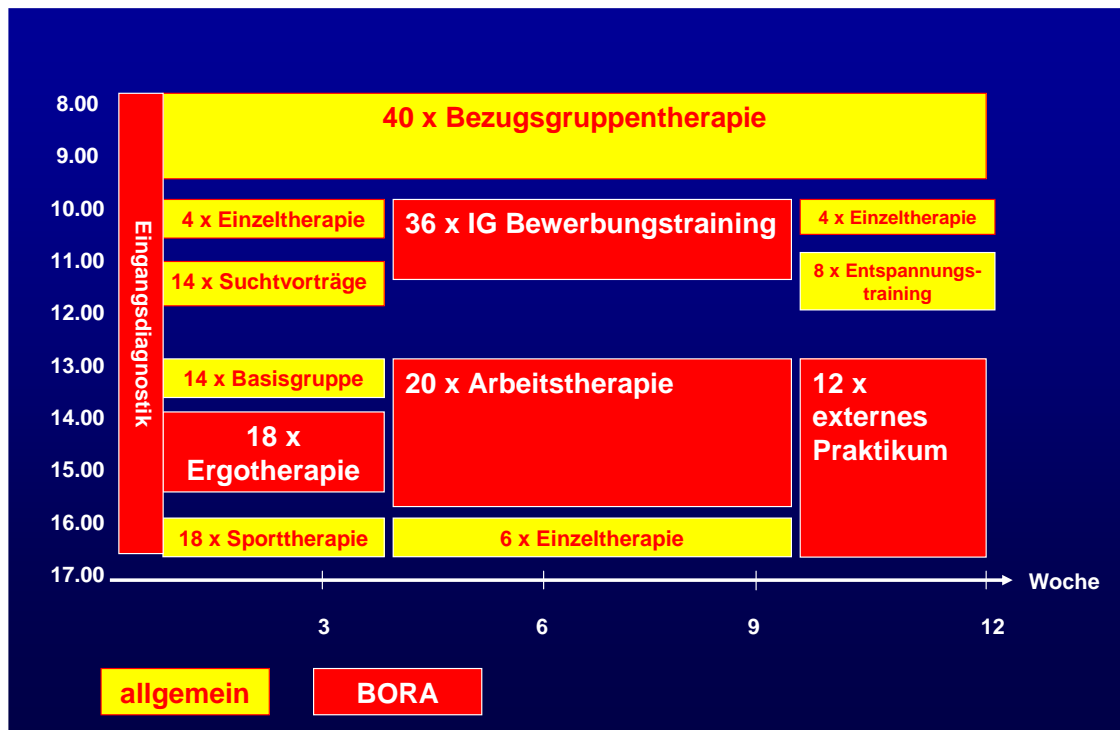 8.00
9.00
10.00
11.00
12.00
13.00
14.00
15.00
16.00
17.00
Eingangsdiagnostik
40 x Bezugsgruppentherapie
4 x Einzeltherapie
36 x IG Bewerbungstraining
4 x Einzeltherapie
14 x Suchtvorträge
8 x Entspannungs-
training
14 x Basisgruppe
20 x Arbeitstherapie
12 x
externes
Praktikum
18 x
Ergotherapie
18 x Sporttherapie
6 x Einzeltherapie
Woche
3
6
9
12
allgemein
BORA